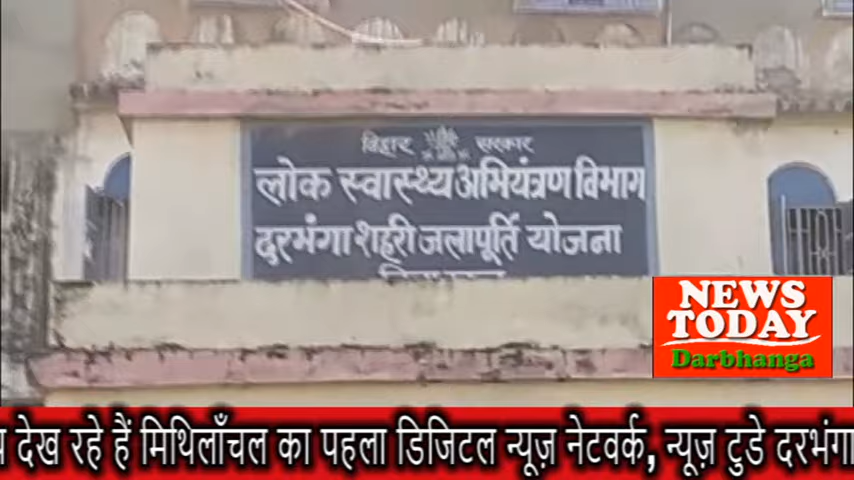 बिहार सरकार
लोक स्वास्थ्य अभियंत्रण विभाग
दरभंगा शहरी जलापूर्ति योजना
NEWS
TODAY
Darbhanga
देख रहे हैं मिथिलाँचल का पहला डिजिटल न्यूज़ नेटवर्क, न्यूज़ टुडे दरभंगा